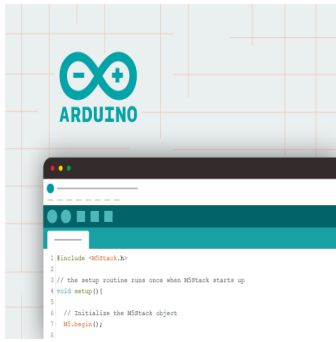 ARDUINO
1 #include <M5Stack.h>
2
3 // the setup routine runs once when M5Stack starts up
4 void setup(){
5
6 // Initialize the M5Stack object
7 M5.begin();
8